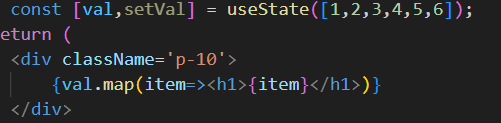 const [val,setVal] = useState([1,2,3,4,5,6]);
eturn (
<div className='p-10'>
{val.map(item=><h1>{item}</h1>)}
</div>